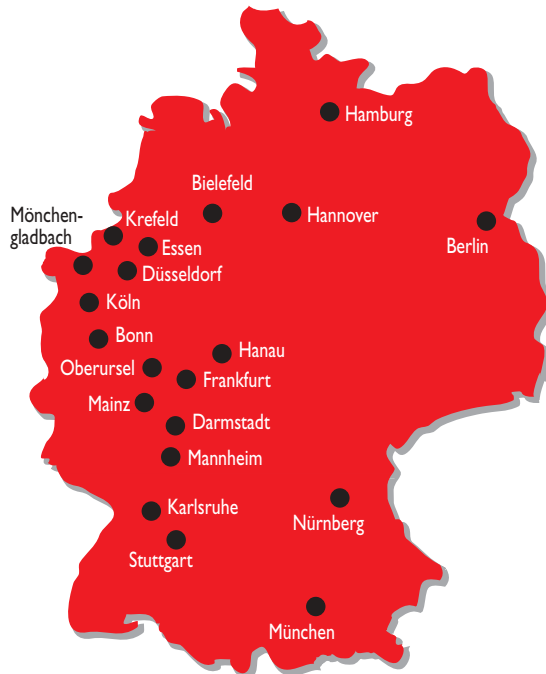 Hamburg
Bielefeld
Mönchen-
gladbach
Krefeld
Hannover
Essen
Berlin
Düsseldorf
Köln
Bonn
Hanau
Oberursel
Frankfurt
Mainz
Darmstadt
Mannheim
Karlsruhe
Nürnberg
Stuttgart
München